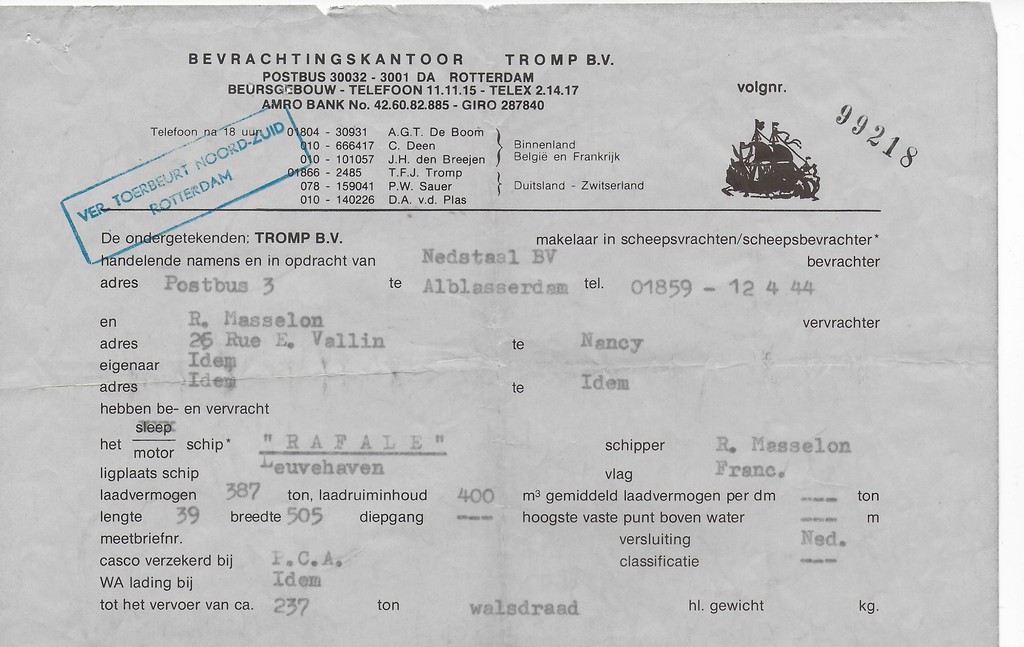 BEVRACHTINGSKANTOOR TROMP B.V.
POSTBUS 30032 - 3001 DA ROTTERDAM
BEURSGEBOUW - TELEFOON 11.11.15 - TELEX 2.14.17
AMRO BANK No. 42.60.82.885 - GIRO 287840
volgnr.
99218
Telefoon na 18 uur 01804 - 30931 A.G.T. De Boom
010 - 666417 C. Deen
010 - 101057 J.H. den Breejen
Binnenland
België en Frankrijk
01866 - 2485 T.F.J. Tromp
078 - 159041 P.W. Sauer
010 - 140226 D.A. v.d. Plas
Duitsland - Zwitserland
VER. TOERBEURT NOORD-ZUID
ROTTERDAM
De ondergetekenden: TROMP B.V. makelaar in scheepsvrachten/scheepsbevrachter*
handelende namens en in opdracht van Nedstaal BV bevrachter
adres Postbus 3 te Alblasserdam tel. 01859 - 12 4 44
en R. Masselon vervrachter
adres 26 Rue E. Vallin te Nancy
eigenaar Idem
adres Idem te Idem
hebben be- en vervracht
het sleep/motor schip* "RAFALE" schipper R. Masselon
ligplaats schip Leuvehaven vlag Franc.
laadvermogen 387 ton, laadruiminhoud 400 m³ gemiddeld laadvermogen per dm ---- ton
lengte 39 breedte 505 diepgang ---- hoogste vaste punt boven water ---- m
meetbriefnr. versluiting Ned.
casco verzekerd bij P.C.A. classificatie ----
WA lading bij Idem
tot het vervoer van ca. 237 ton walsdraad hl. gewicht kg.